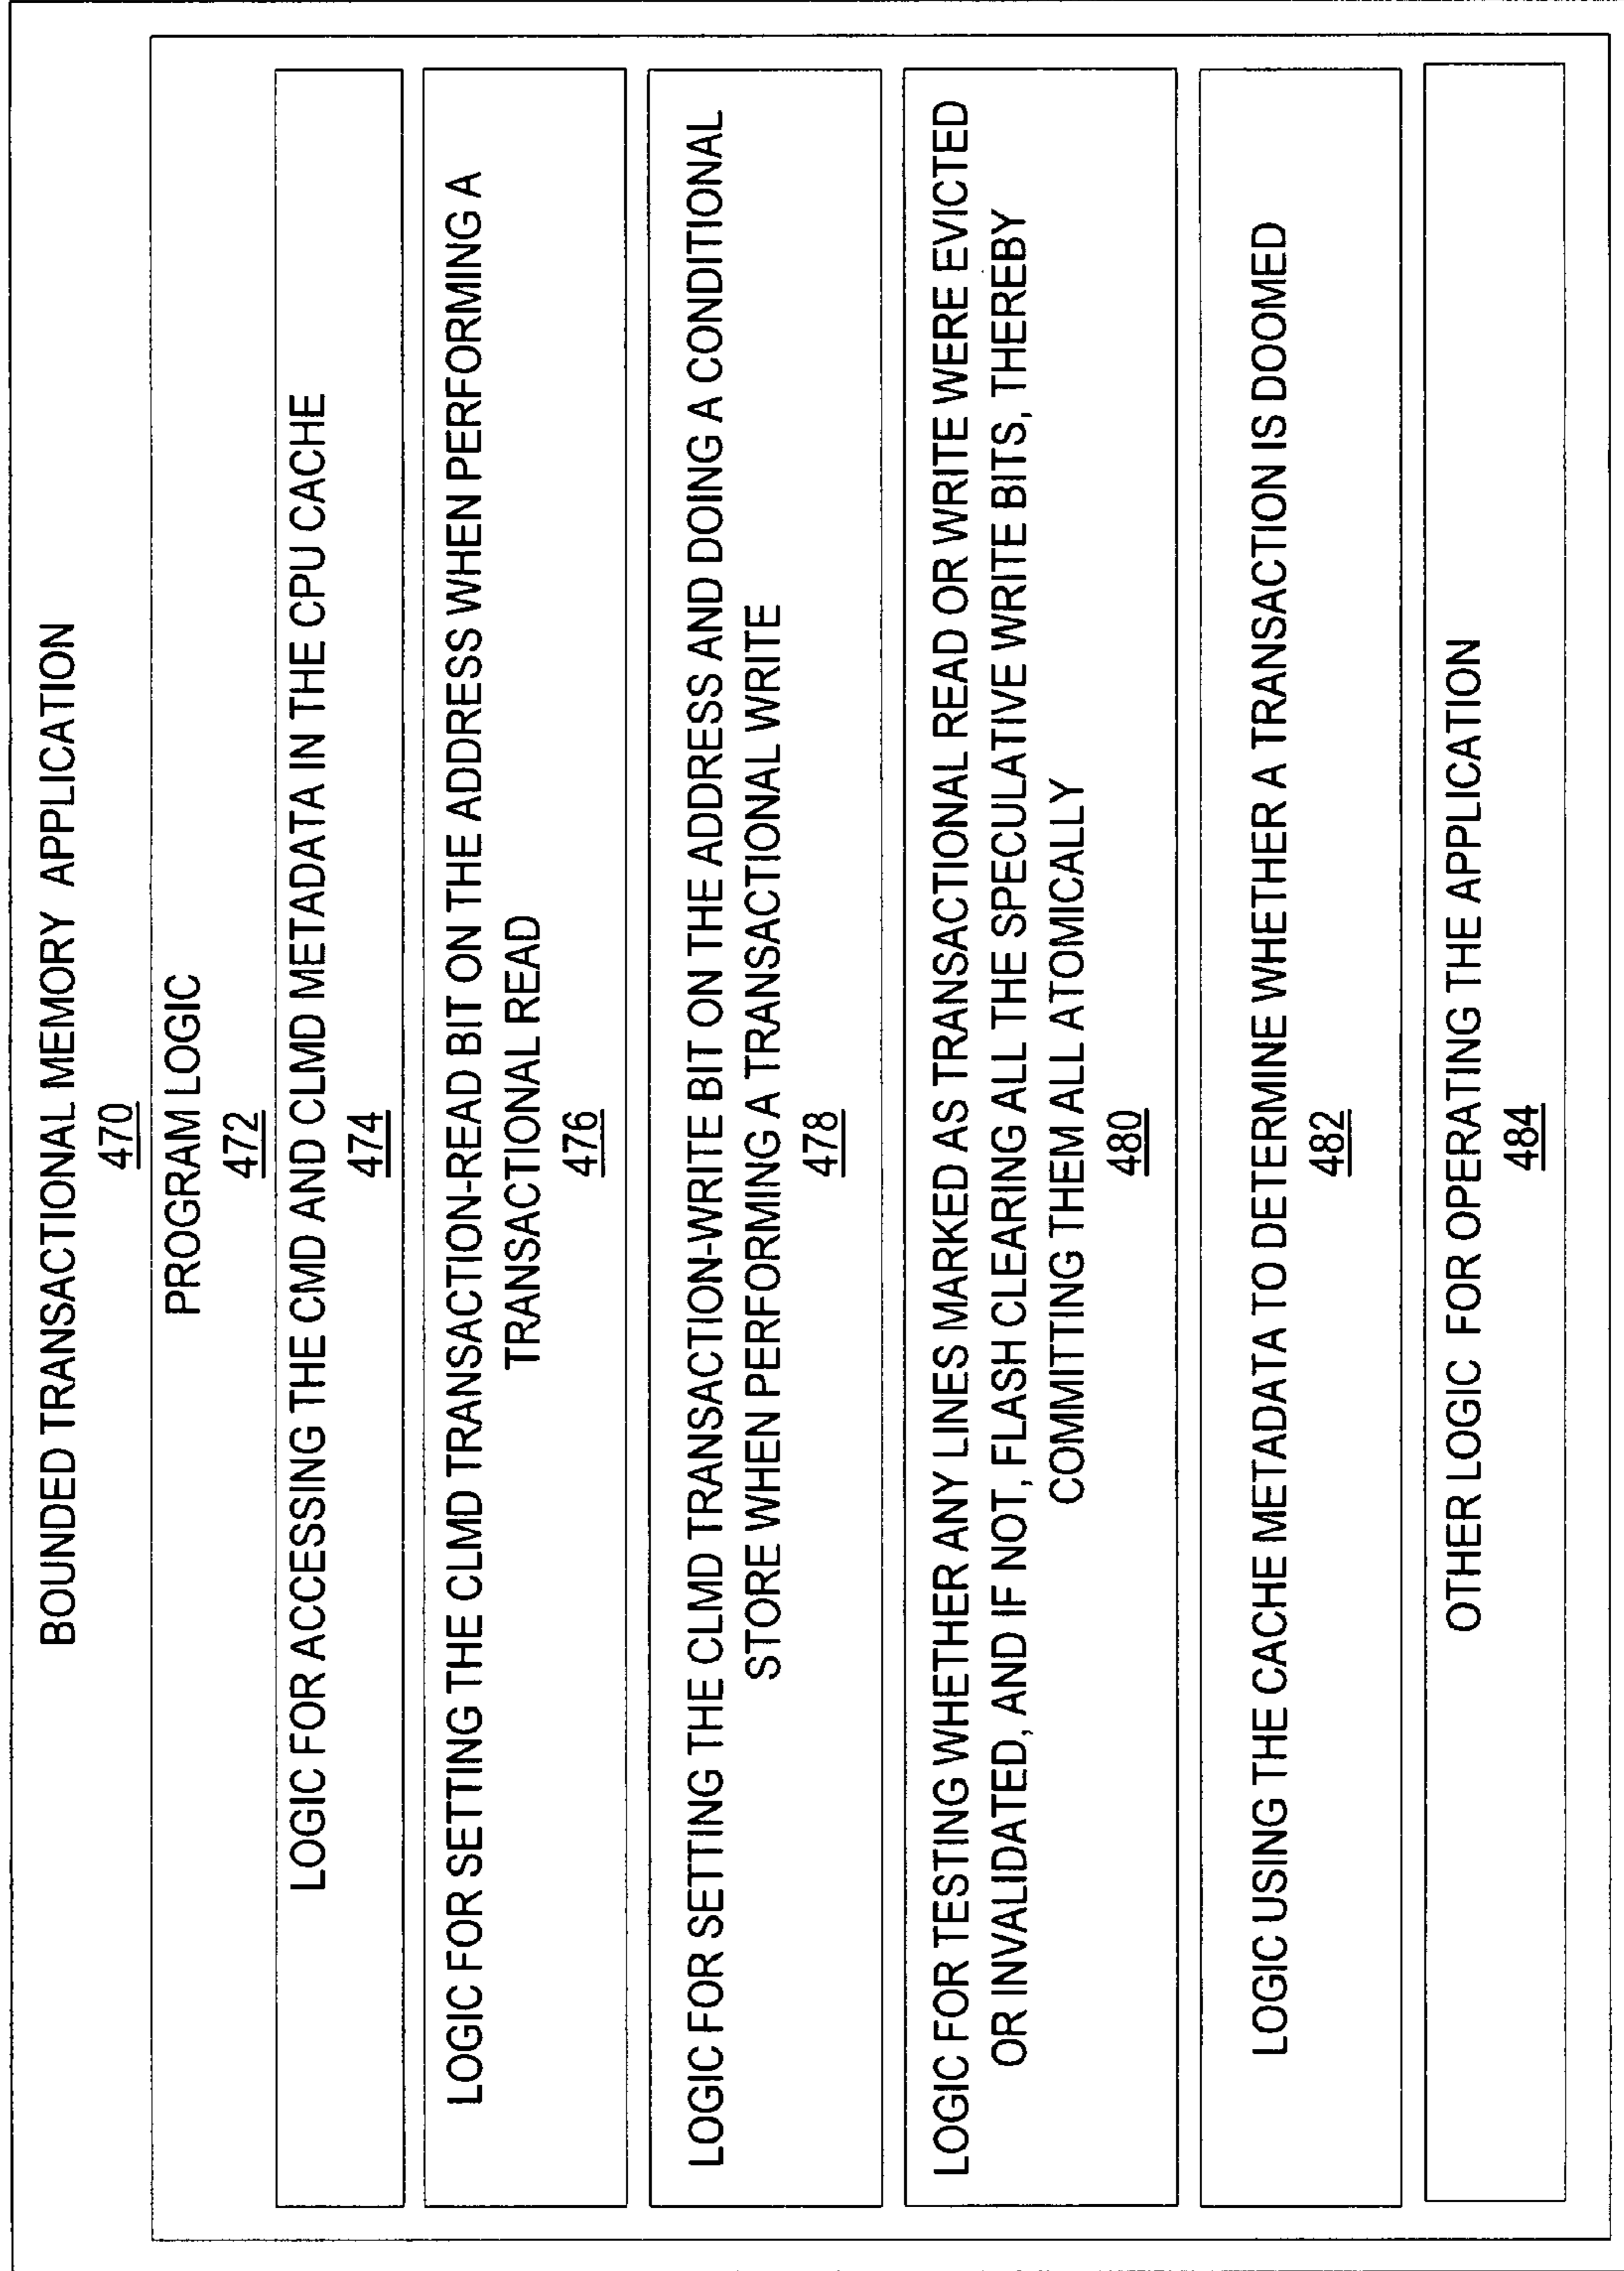 BOUNDED TRANSACTIONAL MEMORY APPLICATION
470
PROGRAM LOGIC
472
LOGIC FOR ACCESSING THE CMD AND CLMD METADATA IN THE CPU CACHE
474
LOGIC FOR SETTING THE CLMD TRANSACTION-READ BIT ON THE ADDRESS WHEN PERFORMING A
TRANSACTIONAL READ
476
LOGIC FOR SETTING THE CLMD TRANSACTION-WRITE BIT ON THE ADDRESS AND DOING A CONDITIONAL
STORE WHEN PERFORMING A TRANSACTIONAL WRITE
478
LOGIC FOR TESTING WHETHER ANY LINES MARKED AS TRANSACTIONAL READ OR WRITE WERE EVICTED
OR INVALIDATED, AND IF NOT, FLASH CLEARING ALL THE SPECULATIVE WRITE BITS, THEREBY
COMMITTING THEM ALL ATOMICALLY
480
LOGIC USING THE CACHE METADATA TO DETERMINE WHETHER A TRANSACTION IS DOOMED
482
OTHER LOGIC FOR OPERATING THE APPLICATION
484